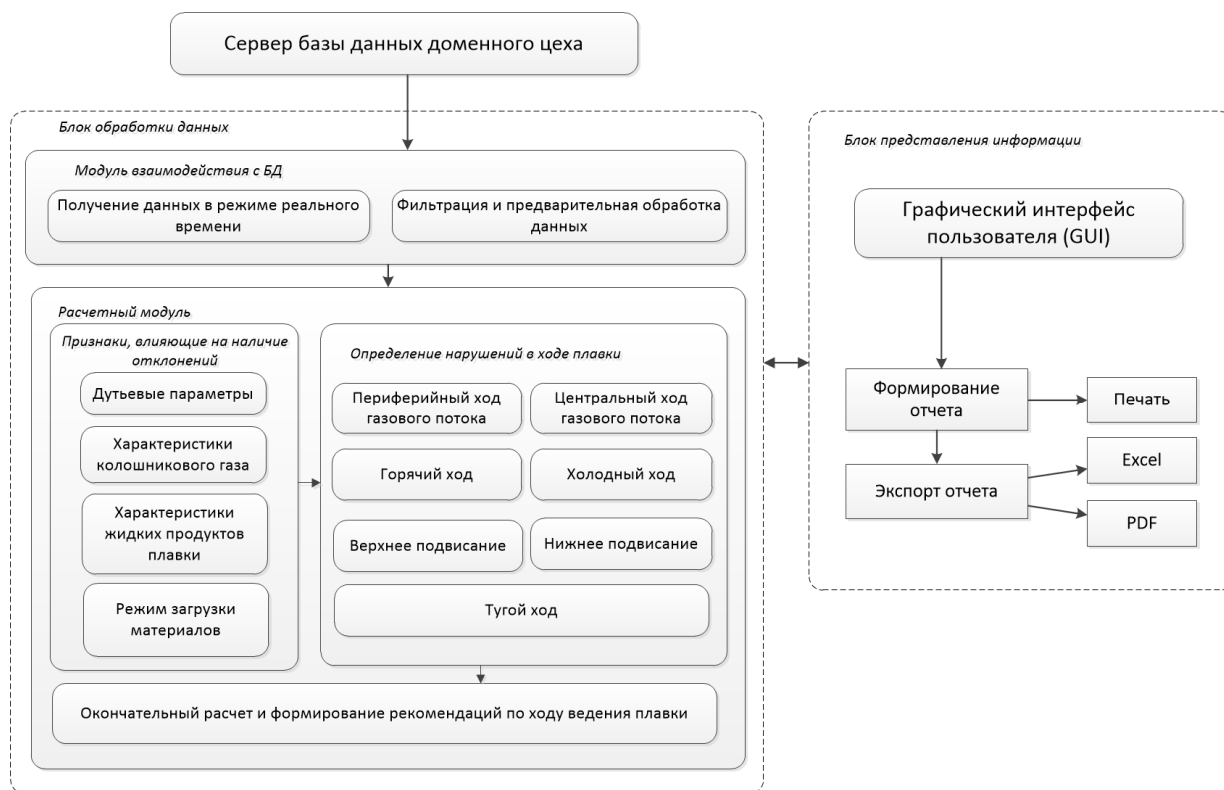 Сервер базы данных доменного цеха
Блок обработки данных
Модуль взаимодействия с БД
Получение данных в режиме реального
времени
Фильтрация и предварительная обработка
данных
Расчетный модуль
Признаки, влияющие на наличие
отклонений
Дутьевые параметры
Характеристики
колошникового газа
Характеристики
жидких продуктов
плавки
Режим загрузки
материалов
Определение нарушений в ходе плавки
Периферийный ход
газового потока
Центральный ход
газового потока
Горячий ход
Холодный ход
Верхнее подвисание
Нижнее подвисание
Тугой ход
Окончательный расчет и формирование рекомендаций по ходу ведения плавки
Блок представления информации
Графический интерфейс
пользователя (GUI)
Формирование
отчета
Печать
Экспорт отчета
Excel
PDF